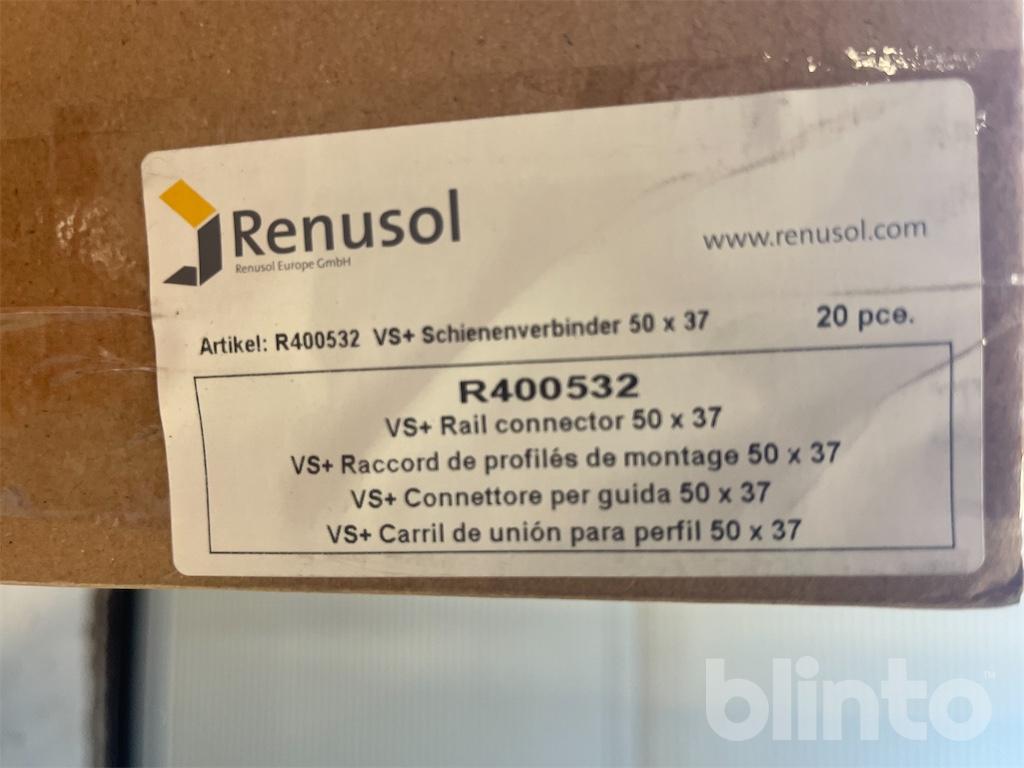 Renusol
Renusol Europe GmbH
www.renusol.com
Artikel: R400532 VS+ Schienenverbinder 50 x 37 20 pce.
R400532
VS+ Rail connector 50 x 37
VS+ Raccord de profilés de montage 50 x 37
VS+ Connettore per guida 50 x 37
VS+ Carril de unión para perfil 50 x 37
blinto™